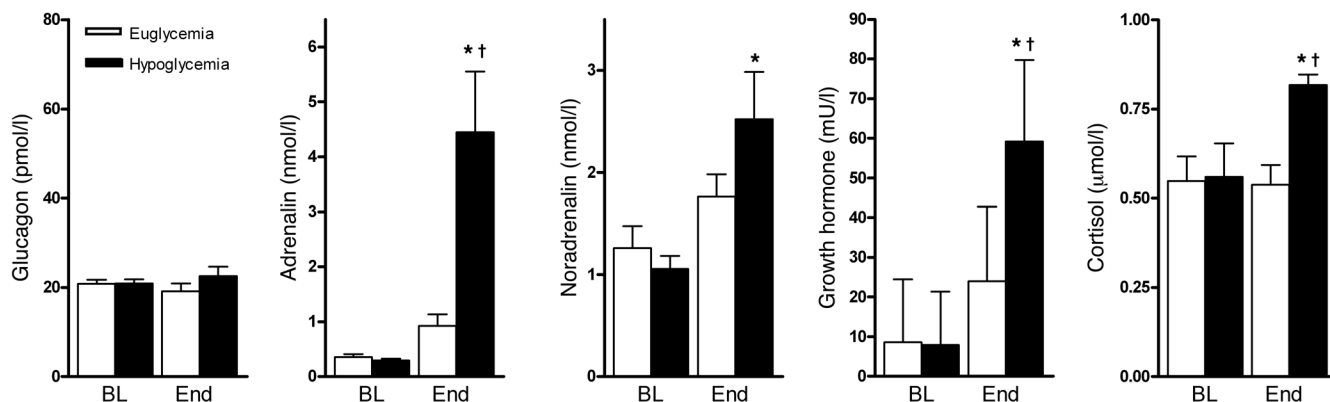 Glucagon (pmol/l)
80
60
40
20
0
Euglycemia
Hypoglycemia
BL End
Adrenalin (nmol/l)
6
5
4
3
2
1
0
* †
BL End
Noradrenalin (nmol/l)
3
2
1
0
*
BL End
Growth hormone (mU/l)
90
80
70
60
50
40
30
20
10
0
* †
BL End
Cortisol (μmol/l)
1.00
0.75
0.50
0.25
0.00
* †
BL End